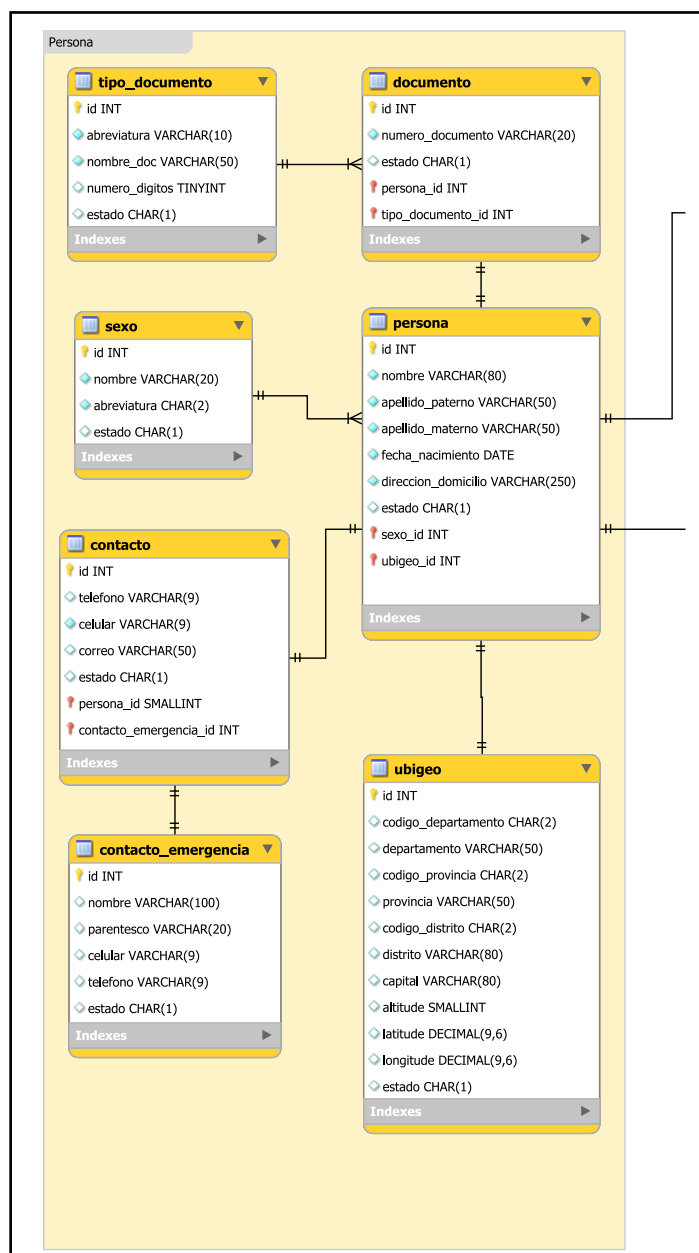 Persona
tipo_documento
id INT
abreviatura VARCHAR(10)
nombre_doc VARCHAR(50)
numero_digitos TINYINT
estado CHAR(1)
Indexes
documento
id INT
numero_documento VARCHAR(20)
estado CHAR(1)
persona_id INT
tipo_documento_id INT
Indexes
sexo
id INT
nombre VARCHAR(20)
abreviatura CHAR(2)
estado CHAR(1)
Indexes
persona
id INT
nombre VARCHAR(80)
apellido_paterno VARCHAR(50)
apellido_materno VARCHAR(50)
fecha_nacimiento DATE
direccion_domicilio VARCHAR(250)
estado CHAR(1)
sexo_id INT
ubigeo_id INT
Indexes
contacto
id INT
telefono VARCHAR(9)
celular VARCHAR(9)
correo VARCHAR(50)
estado CHAR(1)
persona_id SMALLINT
contacto_emergencia_id INT
Indexes
contacto_emergencia
id INT
nombre VARCHAR(100)
parentesco VARCHAR(20)
celular VARCHAR(9)
telefono VARCHAR(9)
estado CHAR(1)
Indexes
ubigeo
id INT
codigo_departamento CHAR(2)
departamento VARCHAR(50)
codigo_provincia CHAR(2)
provincia VARCHAR(50)
codigo_distrito CHAR(2)
distrito VARCHAR(80)
capital VARCHAR(80)
altitude SMALLINT
latitude DECIMAL(9,6)
longitude DECIMAL(9,6)
estado CHAR(1)
Indexes